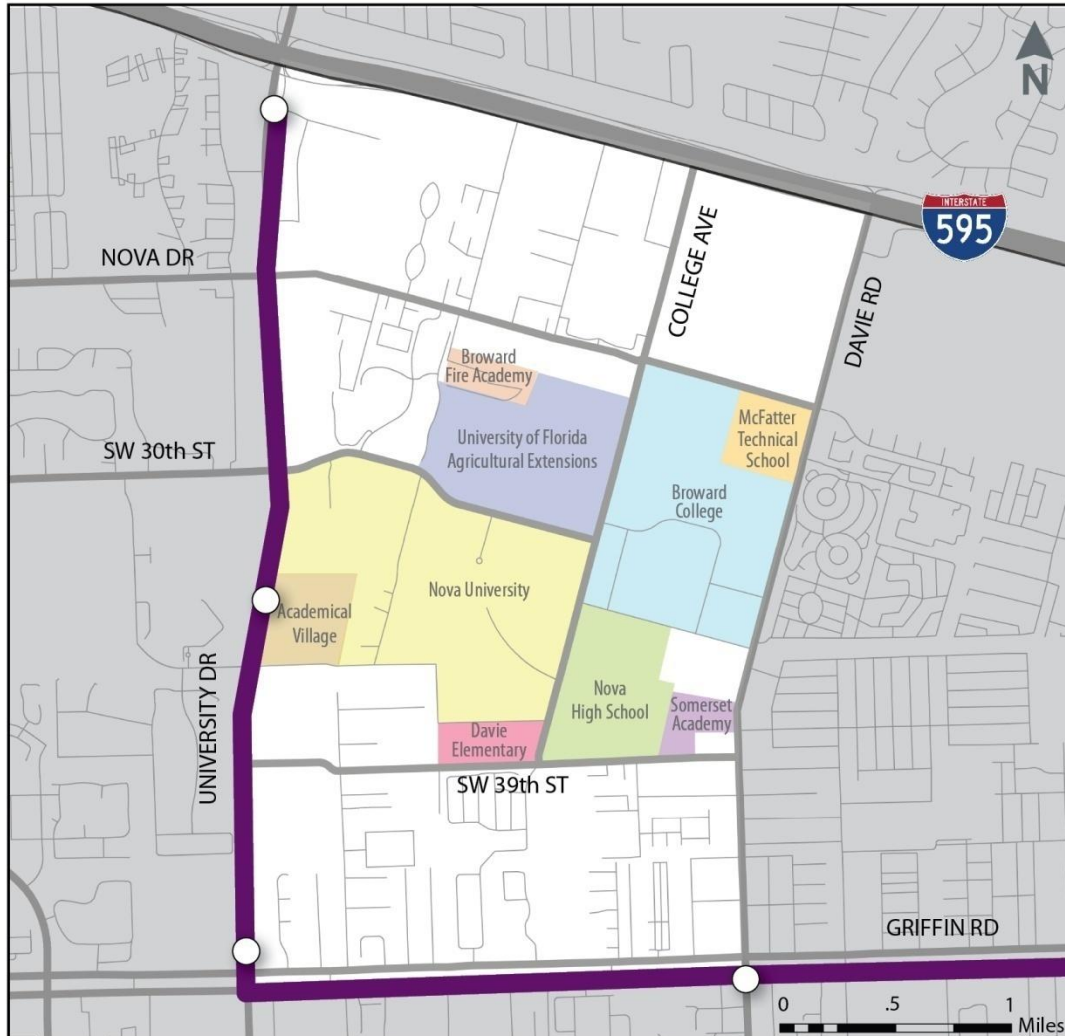 N
INTERSTATE
595
NOVA DR
COLLEGE AVE
DAVIE RD
Broward
Fire Academy
McFatter
Technical
School
SW 30th ST
University of Florida
Agricultural Extensions
Broward
College
Nova University
Academical
Village
UNIVERSITY DR
Nova
High School
Somerset
Academy
Davie
Elementary
SW 39th ST
GRIFFIN RD
0 .5 1
Miles